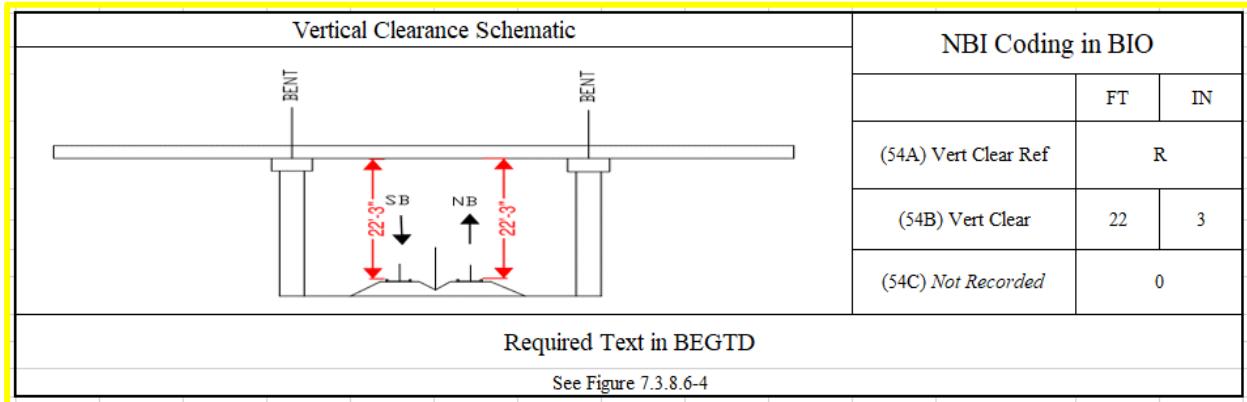 Vertical Clearance Schematic
BENT
BENT
SB
NB
22'-3"
22'-3"
NBI Coding in BIO
FT IN
(54A) Vert Clear Ref R
(54B) Vert Clear 22 3
(54C) Not Recorded 0
Required Text in BEGTD
See Figure 7.3.8.6-4